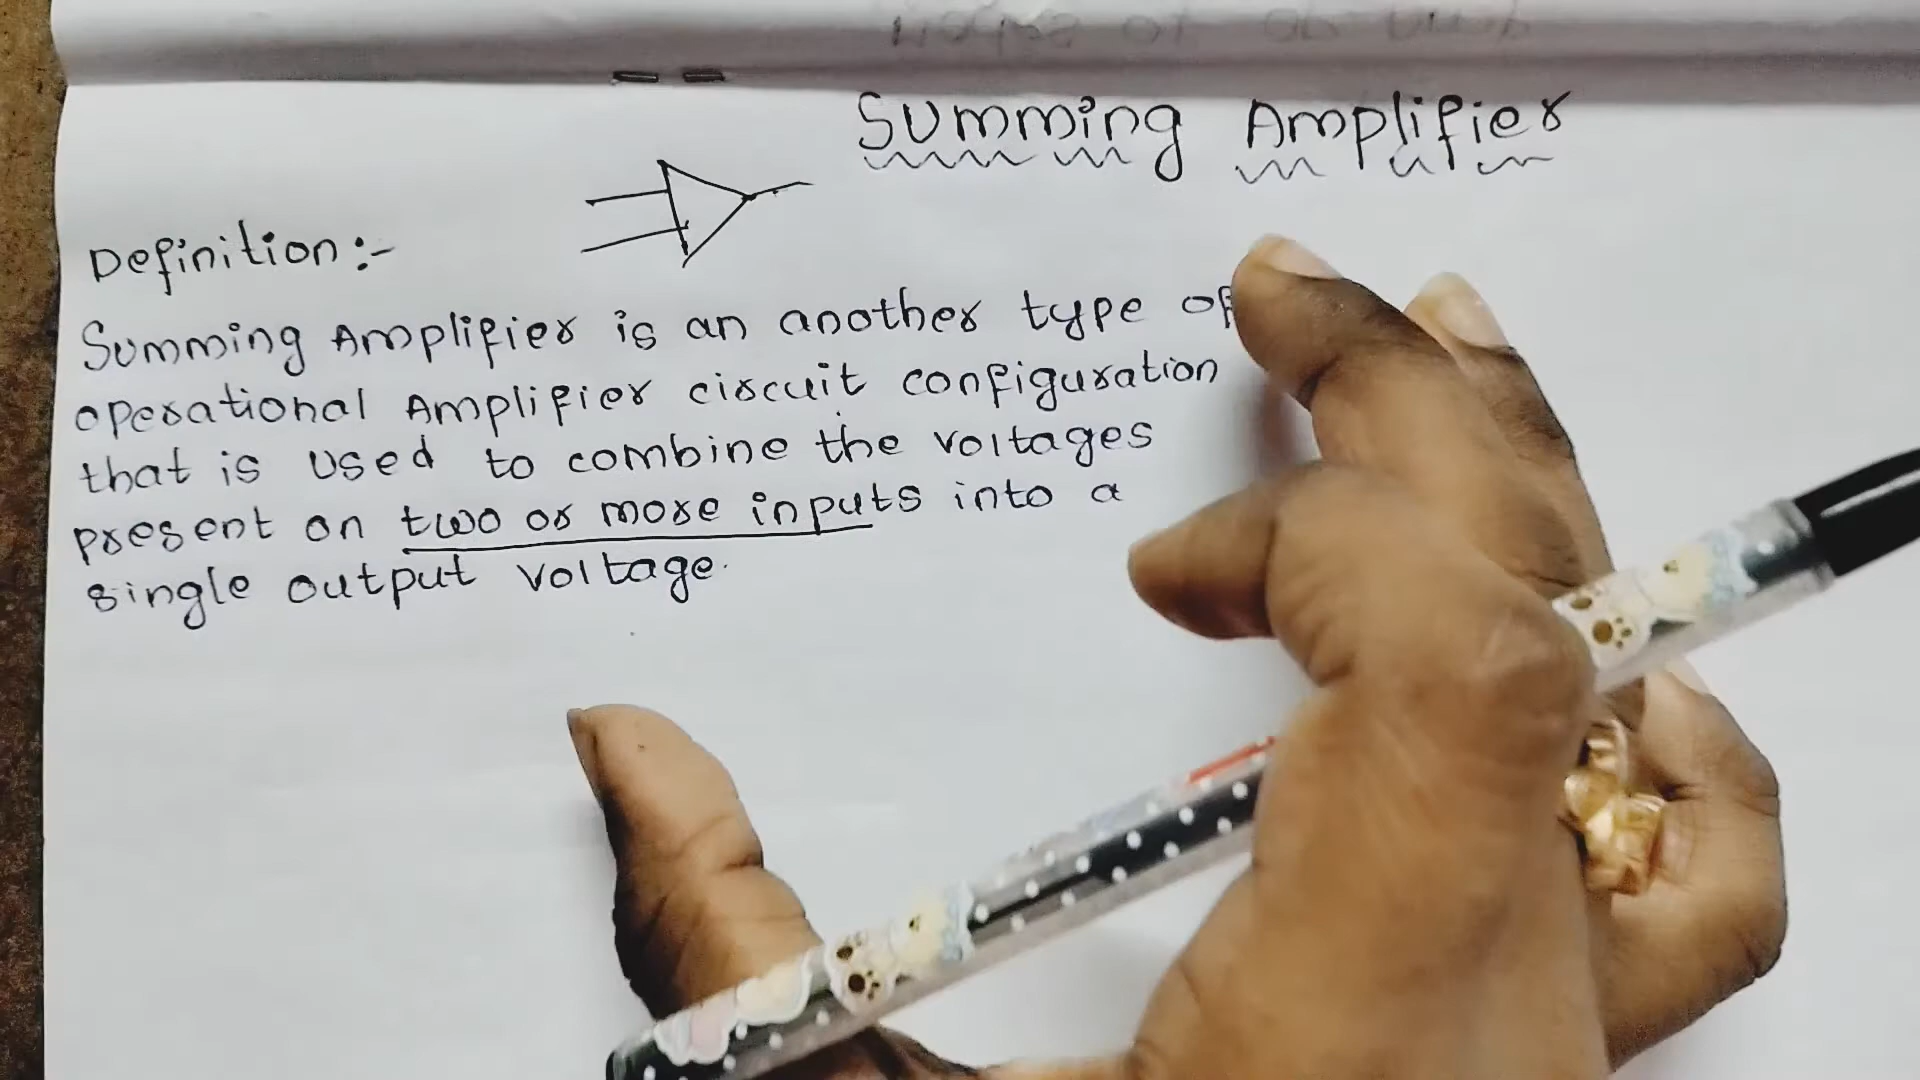 Summing Amplifier
Definition:-
Summing Amplifier is an another type of
operational Amplifier circuit configuration
that is used to combine the voltages
present on two or more inputs into a
single output voltage.